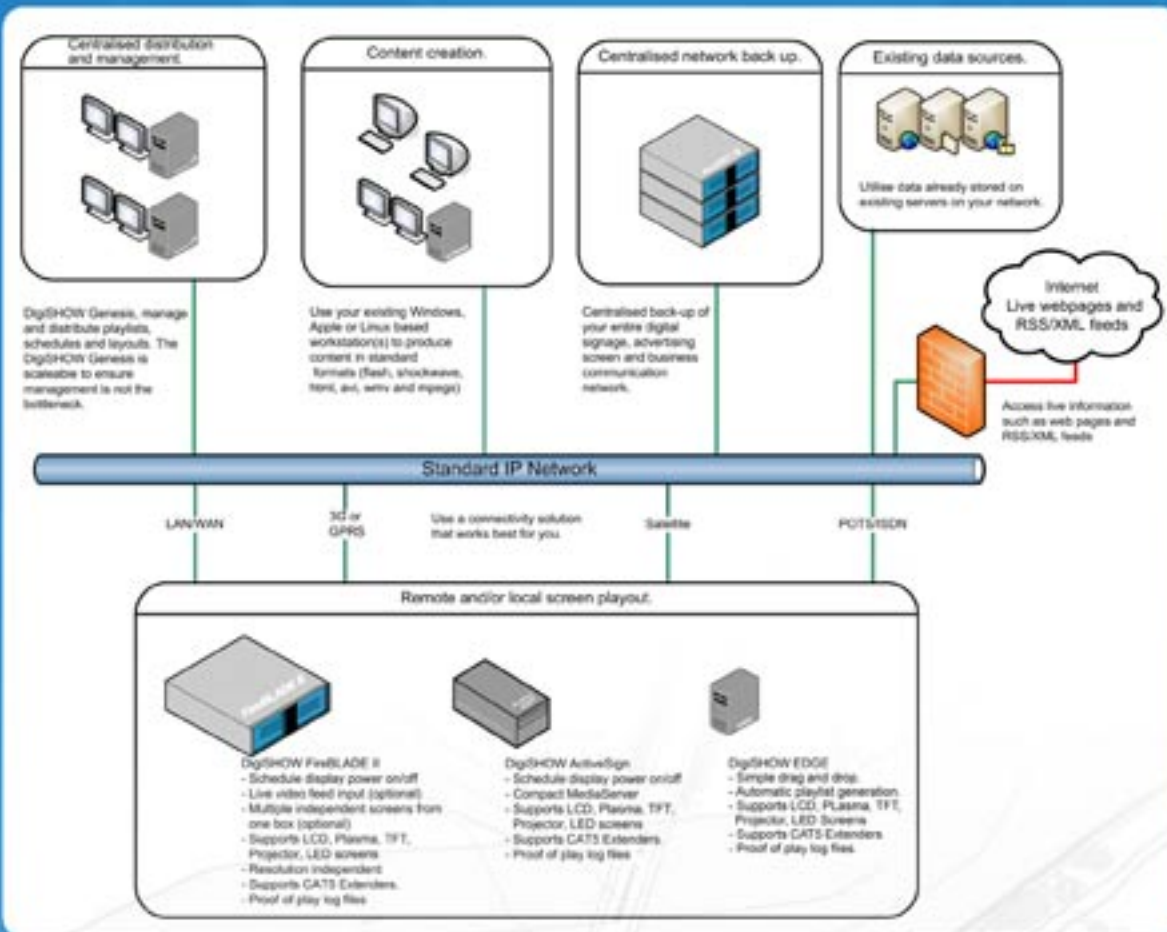 Centralised distribution
and management.
Content creation.
Centralised network back up.
Existing data sources.
Utilise data already stored on
existing servers on your network.
Internet
Live webpages and
RSS/XML feeds
DigiSHOW Genesis, manage
and distribute playlists,
schedules and layouts. The
DigiSHOW Genesis is
scaleable to ensure
management is not the
bottleneck.
Use your existing Windows,
Apple or Linux based
workstation(s) to produce
content in standard
formats (flash, shockwave,
html, avi, wmv and mpegs)
Centralised back-up of
your entire digital
signage, advertising
screen and business
communication
network.
Access live information
such as web pages and
RSS/XML feeds
Standard IP Network
LAN/WAN
3G or
GPRS
Use a connectivity solution
that works best for you.
Satellite
POTS/ISDN
Remote and/or local screen playout.
FireBLADE II
DigiSHOW FireBLADE II
- Schedule display power on/off
- Live video feed input (optional)
- Multiple independent screens from
one box (optional)
- Supports LCD, Plasma, TFT,
Projector, LED screens
- Resolution independent
- Supports CAT5 Extenders.
- Proof of play log files
DigiSHOW ActiveSign
- Schedule display power on/off
- Compact MediaServer
- Supports LCD, Plasma, TFT,
Projector, LED screens
- Supports CAT5 Extenders
- Proof of play log files
DigiSHOW EDGE
- Simple drag and drop.
- Automatic playlist generation.
- Supports LCD, PLasma, TFT,
Projector, LED Screens
- Supports CAT5 Extenders
- Proof of play log files